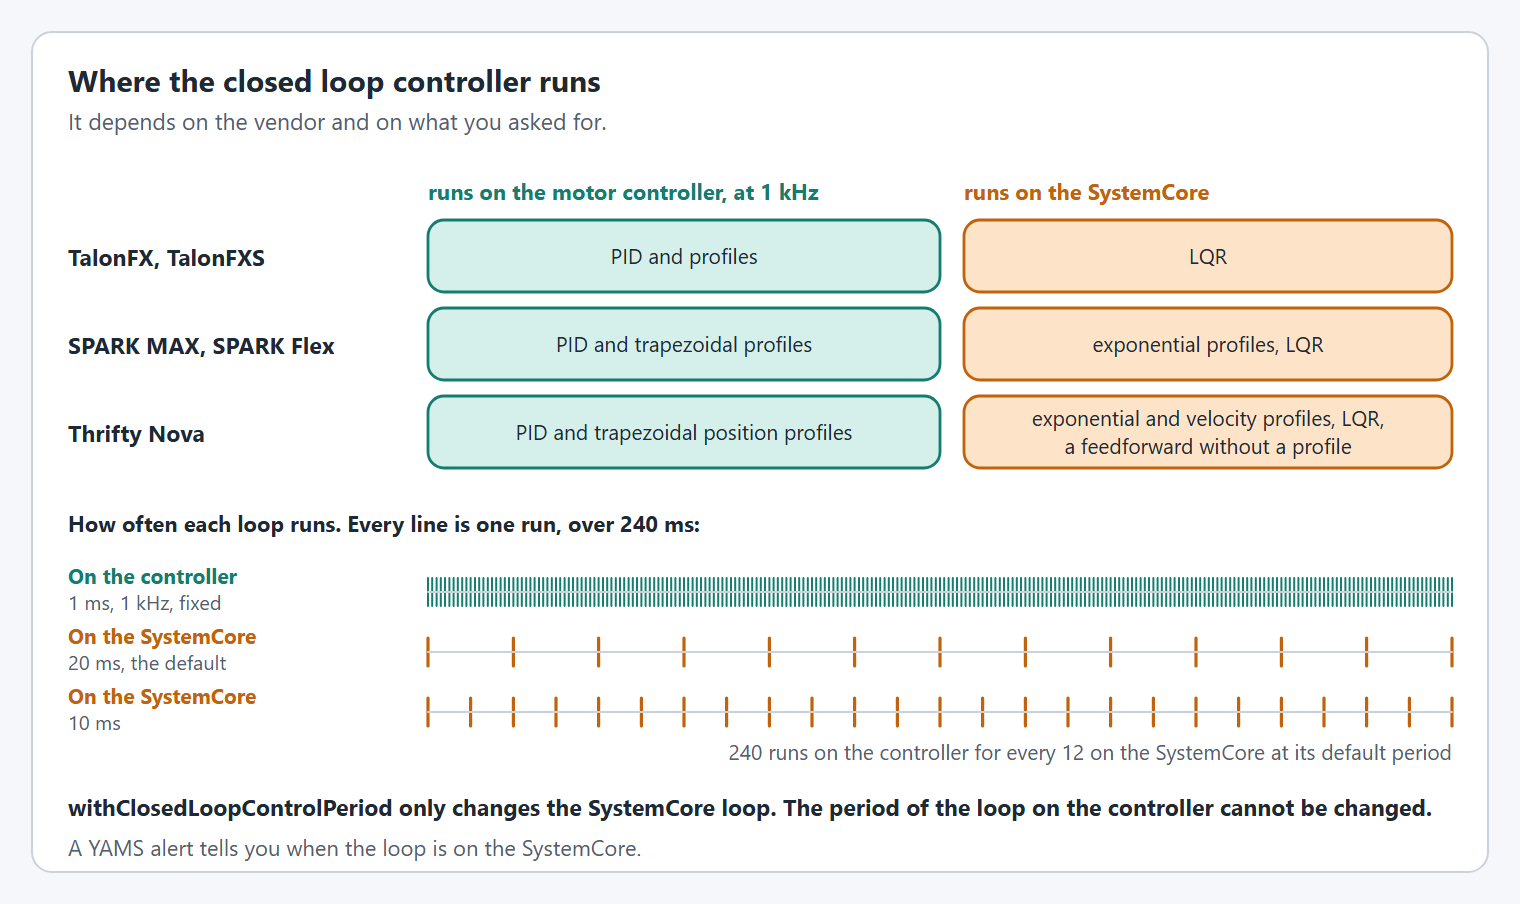 Where the closed loop controller runs
It depends on the vendor and on what you asked for.
runs on the motor controller, at 1 kHz
runs on the SystemCore
TalonFX, TalonFXS
PID and profiles
LQR
SPARK MAX, SPARK Flex
PID and trapezoidal profiles
exponential profiles, LQR
Thrifty Nova
PID and trapezoidal position profiles
exponential and velocity profiles, LQR,
a feedforward without a profile
How often each loop runs. Every line is one run, over 240 ms:
On the controller
1 ms, 1 kHz, fixed
On the SystemCore
20 ms, the default
On the SystemCore
10 ms
240 runs on the controller for every 12 on the SystemCore at its default period
withClosedLoopControlPeriod only changes the SystemCore loop. The period of the loop on the controller cannot be changed.
A YAMS alert tells you when the loop is on the SystemCore.